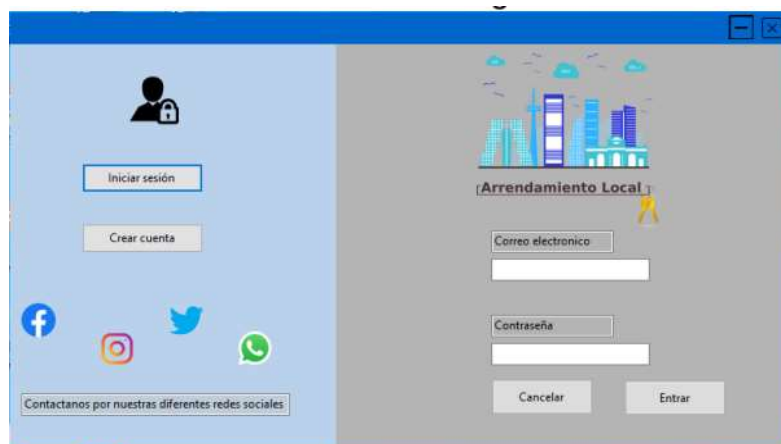 Iniciar sesión
Crear cuenta
Contactanos por nuestras diferentes redes sociales
Arrendamiento Local
Correo electronico
Contraseña
Cancelar
Entrar